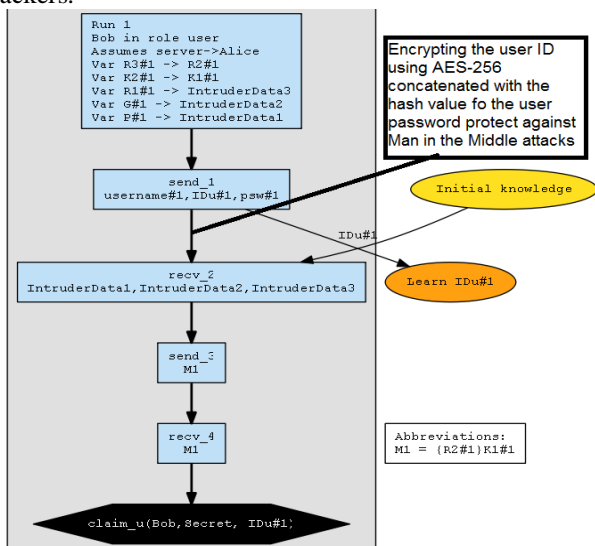 ackers.
Run 1
Bob in role user
Assumes server->Alice
Var R3#1 -> R2#1
Var K2#1 -> K1#1
Var R1#1 -> IntruderData3
Var G#1 -> IntruderData2
Var P#1 -> IntruderData1
Encrypting the user ID
using AES-256
concatenated with the
hash value fo the user
password protect against
Man in the Middle attacks
send_1
username#1,IDu#1,psw#1
Initial knowledge
IDu#1
recv_2
IntruderData1,IntruderData2,IntruderData3
Learn IDu#1
send_3
M1
recv_4
M1
Abbreviations:
M1 = {R2#1}K1#1
claim_u(Bob,Secret, IDu#1)